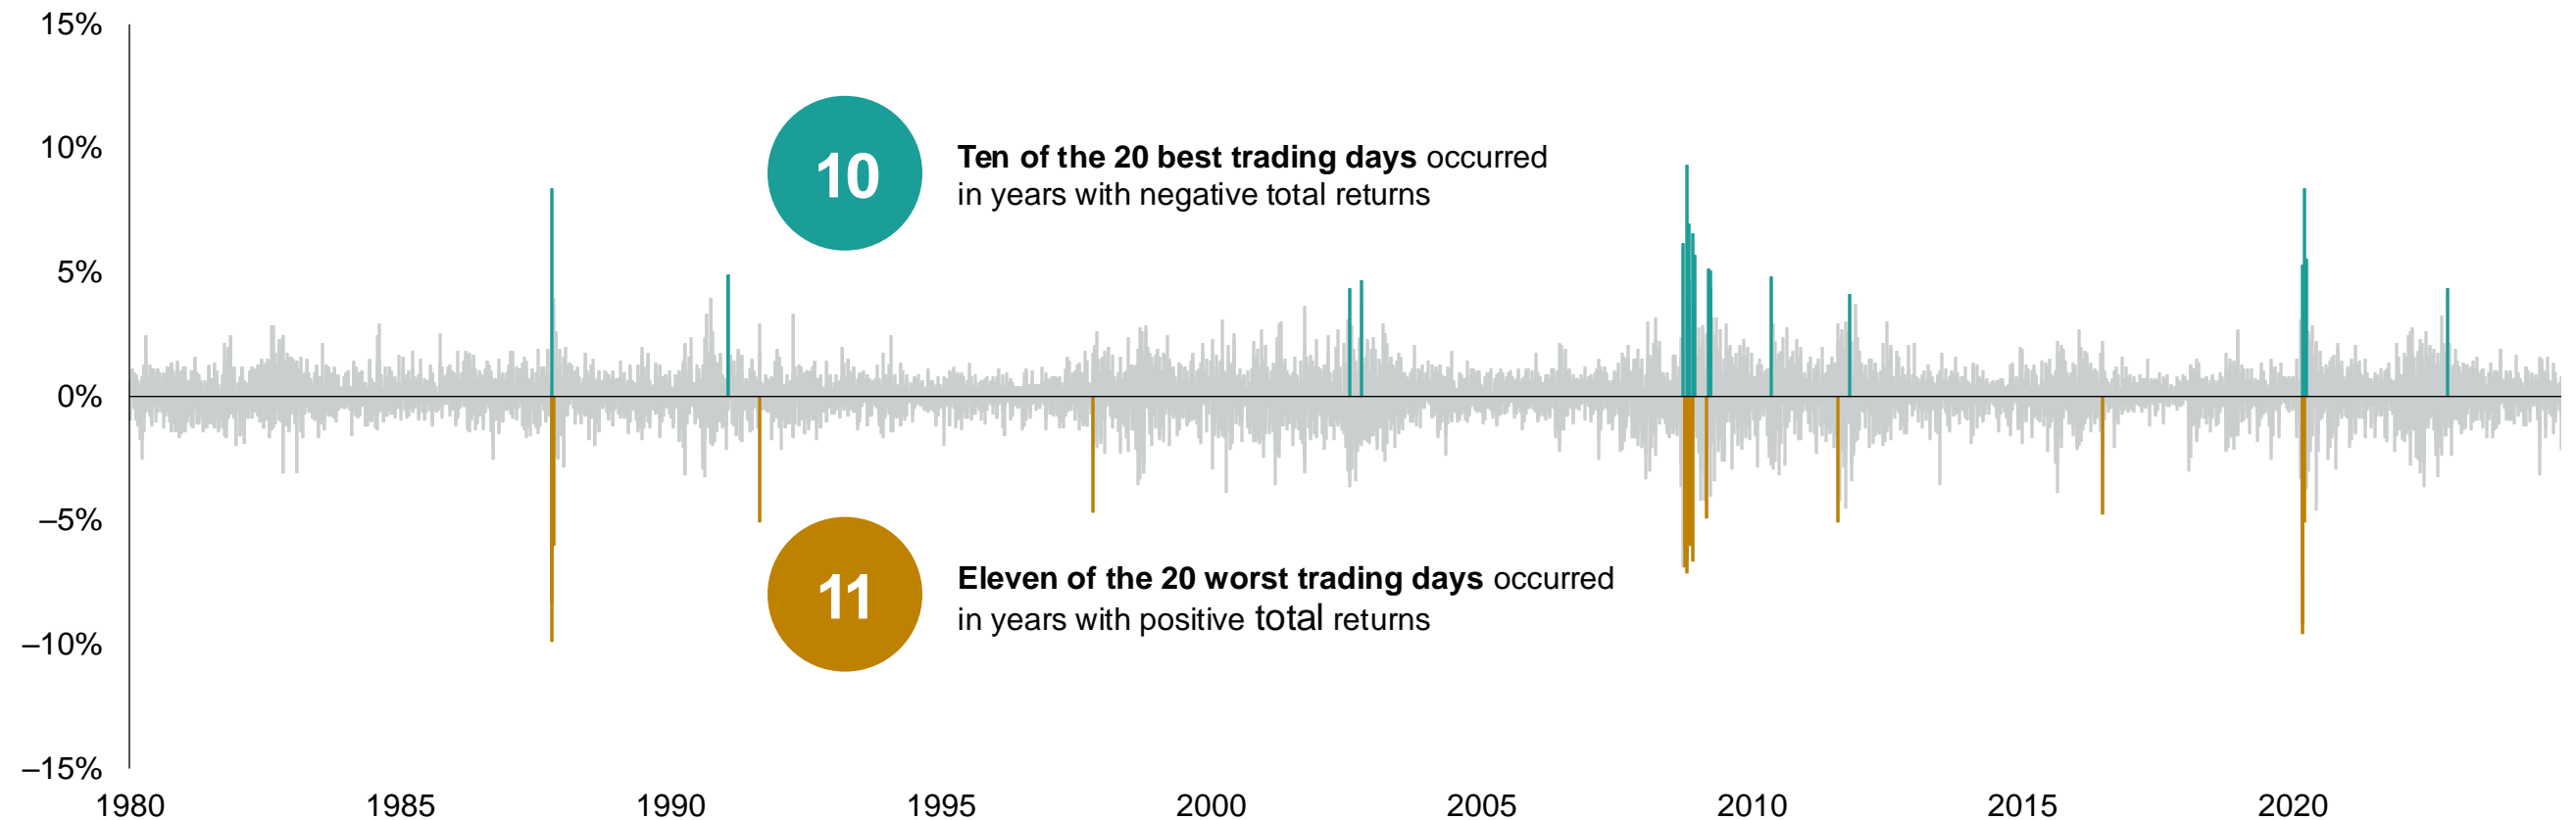 15%
10%
5%
0%
–5%
–10%
–15%
10
Ten of the 20 best trading days occurred
in years with negative total returns
11
Eleven of the 20 worst trading days occurred
in years with positive total returns
1980 1985 1990 1995 2000 2005 2010 2015 2020